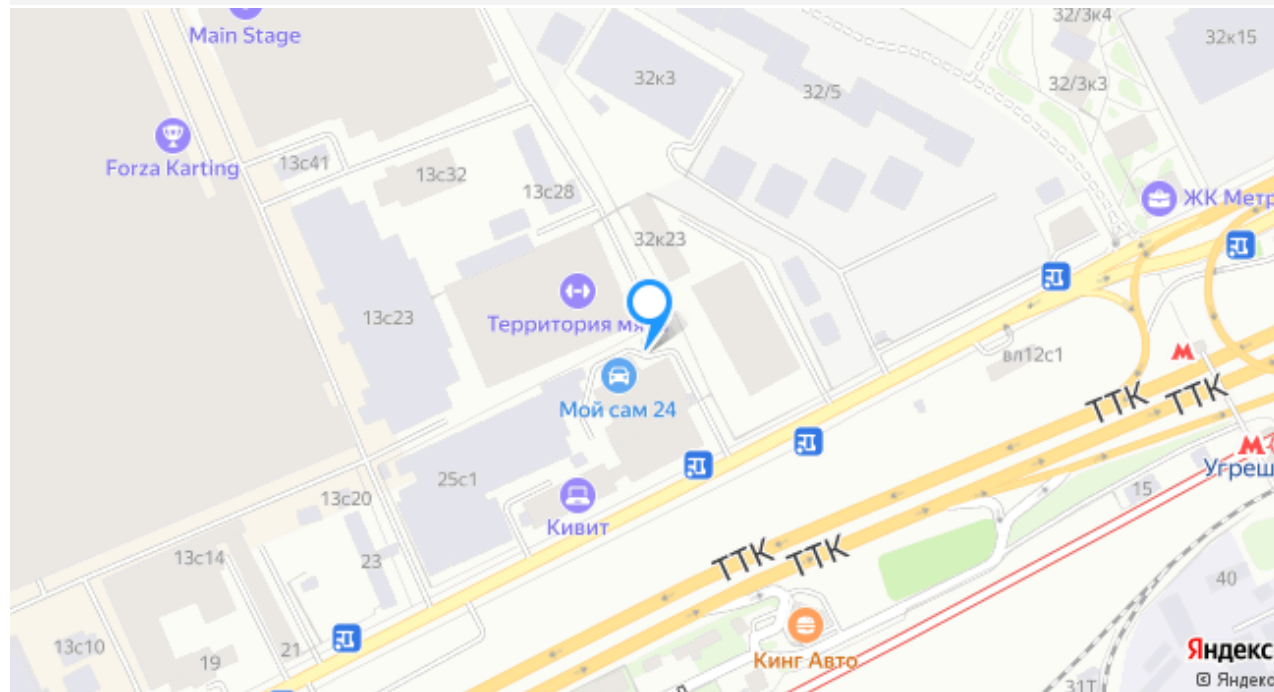 Main Stage
32/3к4
32к15
32к3
32/5
32/3к3
Forza Karting
13с41
13с32
13с28
ЖК Метр
32к23
13с23
Территория мя
вл12с1
М
ТТК ТТК
Мой сам 24
М
Угреш
25с1
15
13с20
Кивит
13с14
ТТК ТТК
23
40
13с10
19
21
Кинг Авто
Яндекс
31Т
© Яндекс